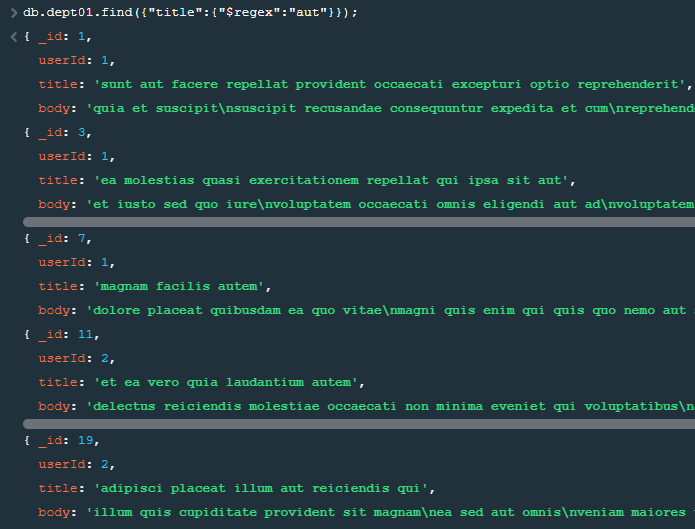 > db.dept01.find({"title":{"$regex":"aut"}});
< { _id: 1,
userId: 1,
title: 'sunt aut facere repellat provident occaecati excepturi optio reprehenderit',
body: 'quia et suscipit\nsuscipit recusandae consequuntur expedita et cum\nreprehend
{ _id: 3,
userId: 1,
title: 'ea molestias quasi exercitationem repellat qui ipsa sit aut',
body: 'et iusto sed quo iure\nvoluptatem occaecati omnis eligendi aut ad\nvoluptatem
{ _id: 7,
userId: 1,
title: 'magnam facilis autem',
body: 'dolore placeat quibusdam ea quo vitae\nmagni quis enim qui quis quo nemo aut
{ _id: 11,
userId: 2,
title: 'et ea vero quia laudantium autem',
body: 'delectus reiciendis molestiae occaecati non minima eveniet qui voluptatibus\n
{ _id: 19,
userId: 2,
title: 'adipisci placeat illum aut reiciendis qui',
body: 'illum quis cupiditate provident sit magnam\nea sed aut omnis\nveniam maiores